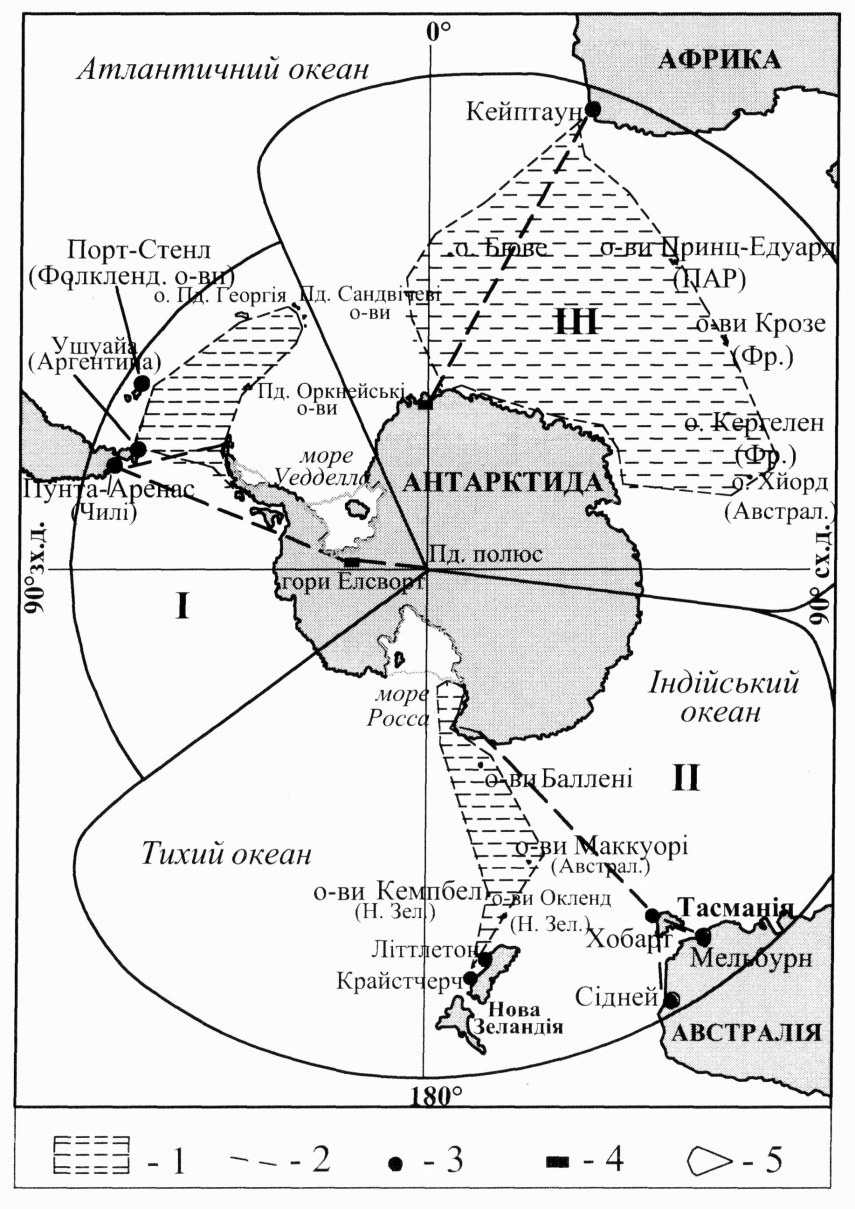 0°
Атлантичний океан
АФРИКА
Кейптаун
Порт-Стенл
(Фолкленд. о-ви)
о. Бюве
о-ви Принц-Едуард
(ПАР)
о. Пд. Георгія
Пд. Сандвічеві
о-ви
III
о-ви Крозе
(Фр.)
Ушуайа
(Аргентина)
Пд. Оркнейські
о-ви
о. Кергелен
(Фр.)
море
Уедделла
АНТАРКТИДА
о. Хйорд
(Австрал.)
Пунта-Аренас
(Чилі)
90°зх.д.
Пд. полюс
90° сх.д.
гори Елсворт
I
море
Росса
Індійський
океан
о-ви Баллені
II
Тихий океан
о-ви Маккуорі
(Австрал.)
о-ви Кемпбел
(Н. Зел.)
о-ви Окленд
(Н. Зел.)
Тасманія
Хобарт
Мельбурн
Літтлетон
Крайстчерч
Сідней
Нова
Зеландія
АВСТРАЛІЯ
180°
- 1 - 2 - 3 - 4 - 5